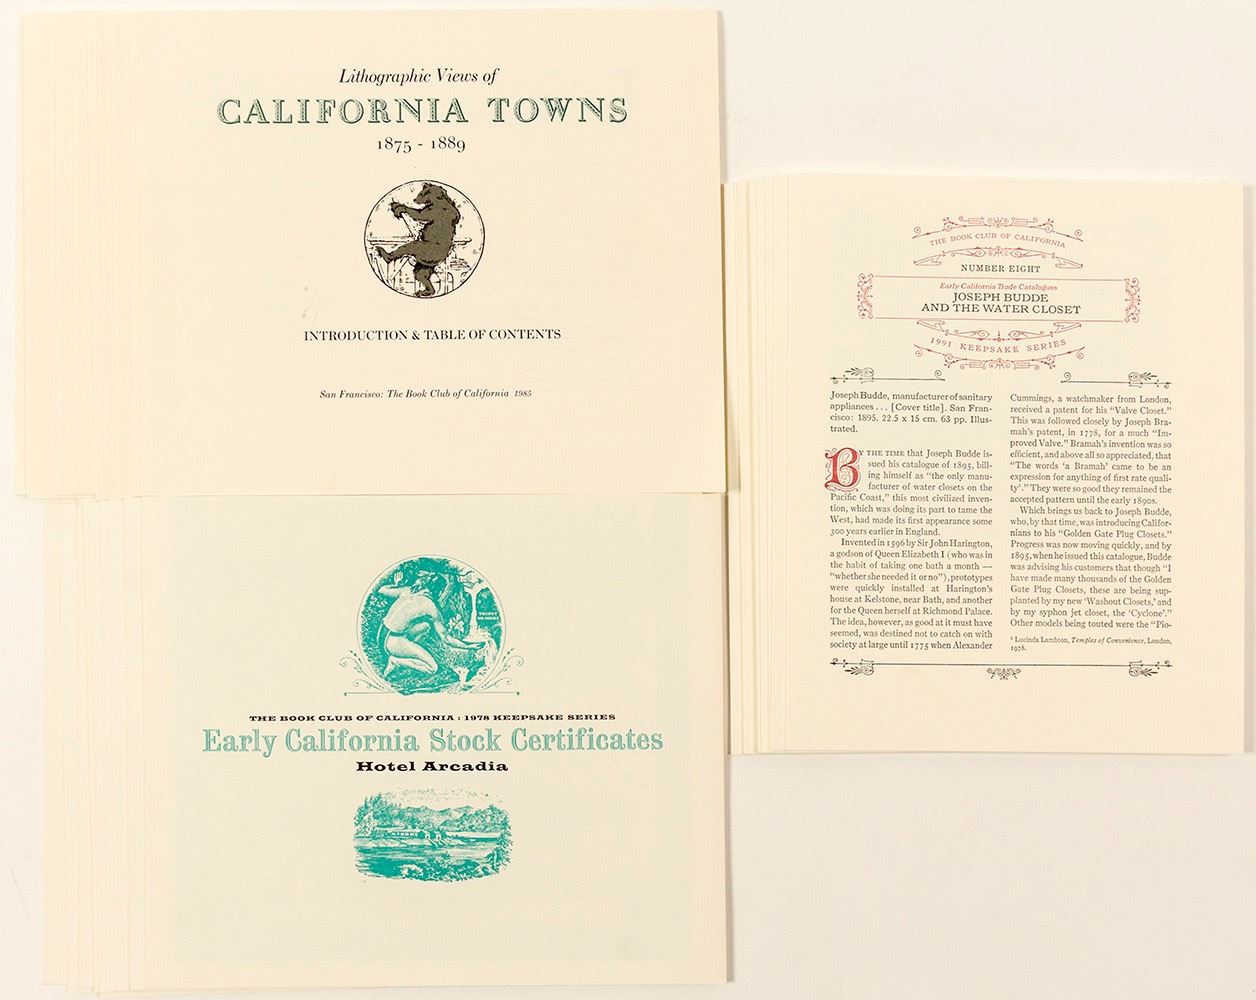 Lithographic Views of
CALIFORNIA TOWNS
1875 - 1889
INTRODUCTION & TABLE OF CONTENTS
San Francisco: The Book Club of California 1985
THIRST
NO MORE
THE BOOK CLUB OF CALIFORNIA : 1978 KEEPSAKE SERIES
Early California Stock Certificates
Hotel Arcadia
THE BOOK CLUB OF CALIFORNIA
NUMBER EIGHT
Early California Trade Catalogues
JOSEPH BUDDE
AND THE WATER CLOSET
1991 KEEPSAKE SERIES
Joseph Budde, manufacturer of sanitary
appliances . . . [Cover title]. San Fran-
cisco: 1895. 22.5 x 15 cm. 63 pp. Illus-
trated.
BY THE TIME that Joseph Budde is-
sued his catalogue of 1895, bill-
ing himself as "the only manu-
facturer of water closets on the
Pacific Coast," this most civilized inven-
tion, which was doing its part to tame the
West, had made its first appearance some
300 years earlier in England.
Invented in 1596 by Sir John Harington,
a godson of Queen Elizabeth I (who was in
the habit of taking one bath a month —
"whether she needed it or no"), prototypes
were quickly installed at Harington's
house at Kelstone, near Bath, and another
for the Queen herself at Richmond Palace.
The idea, however, as good at it must have
seemed, was destined not to catch on with
society at large until 1775 when Alexander
Cummings, a watchmaker from London,
received a patent for his "Valve Closet."
This was followed closely by Joseph Bra-
mah's patent, in 1778, for a much "Im-
proved Valve." Bramah's invention was so
efficient, and above all so appreciated, that
"The words 'a Bramah' came to be an
expression for anything of first rate quali-
ty¹." They were so good they remained the
accepted pattern until the early 1890s.
Which brings us back to Joseph Budde,
who, by that time, was introducing Califor-
nians to his "Golden Gate Plug Closets."
Progress was now moving quickly, and by
1895, when he issued this catalogue, Budde
was advising his customers that though "I
have made many thousands of the Golden
Gate Plug Closets, these are being sup-
planted by my new 'Washout Closets,' and
by my syphon jet closet, the 'Cyclone'."
Other models being touted were the "Pio-
¹ Lucinda Lambton, Temples of Convenience, London,
1978.